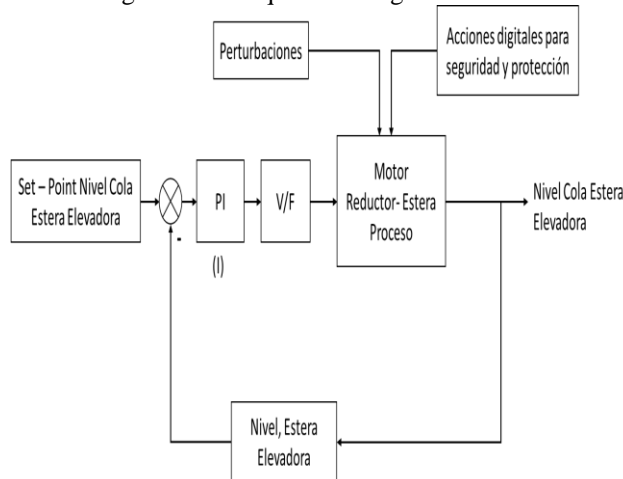 Perturbaciones
Acciones digitales para
seguridad y protección
Set – Point Nivel Cola
Estera Elevadora
PI
V/F
Motor
Reductor- Estera
Proceso
Nivel Cola Estera
Elevadora
-
(I)
Nivel, Estera
Elevadora